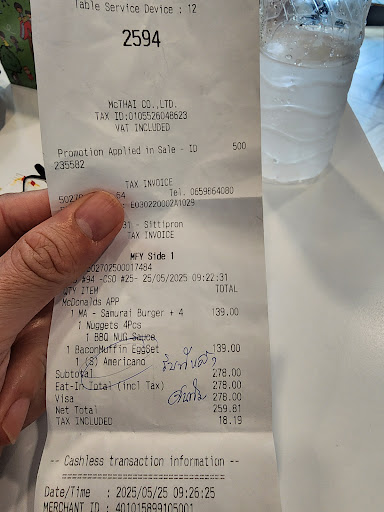 Table Service Device : 12
2594
McTHAI CO.,LTD.
TAX ID:0105526048623
VAT INCLUDED
Promotion Applied in Sale - ID 500
235582
TAX INVOICE
Tel. 0659664080
E030220002A1029
- Sittipron
TAX INVOICE
MFY Side 1
502702500017484
#94 -CSO #25- 25/05/2025 09:22:31
QTY ITEM TOTAL
McDonalds APP
1 MA - Samurai Burger + 4 139.00
1 Nuggets 4Pcs
1 BBQ NUG Sauce
1 BaconMuffin EggSet 139.00
1 (S) Americano
Subtotal 278.00
Eat-In Total (incl Tax) 278.00
Visa 278.00
Net Total 259.81
TAX INCLUDED 18.19
-- Cashless transaction information --
Date/Time : 2025/05/25 09:26:25
MERCHANT ID : 401015899105001